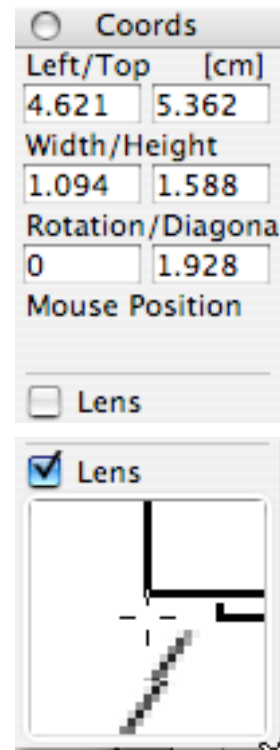 Coords
Left/Top [cm]
4.621 5.362
Width/Height
1.094 1.588
Rotation/Diagona
0 1.928
Mouse Position
Lens
Lens